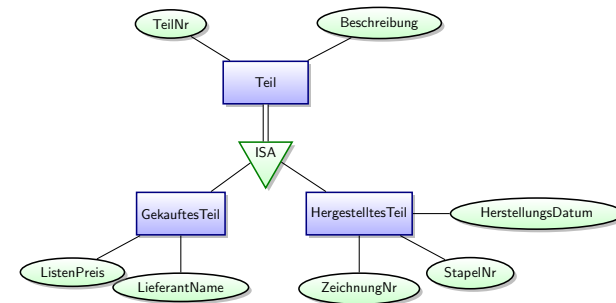 TeilNr
Beschreibung
Teil
ISA
GekauftesTeil
HergestelltesTeil
HerstellungsDatum
ListenPreis
LieferantName
ZeichnungNr
StapelNr